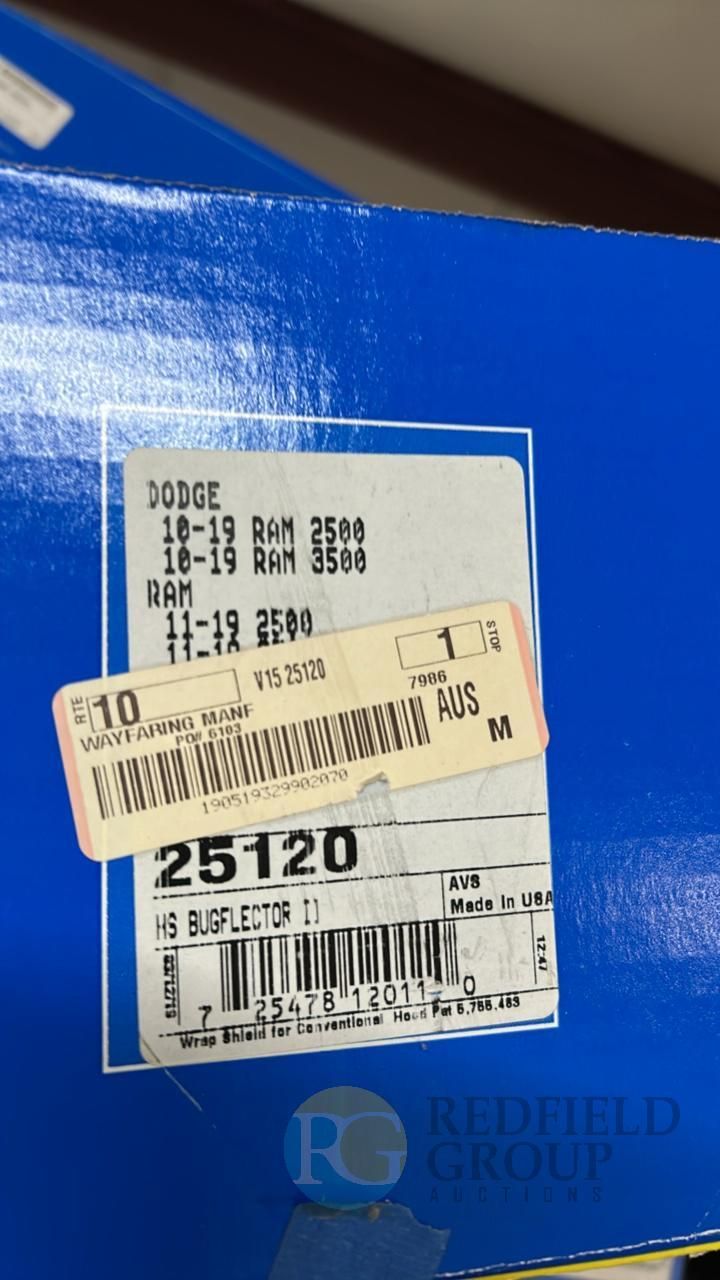 DODGE
10-19 RAM 2500
10-19 RAM 3500
RAM
11-19 2500
RTE
10
V15 25120
1
STOP
7986
WAYFARING MANF
PO# 6103
AUS
M
190519329902070
25120
HS BUGFLECTOR II
AVS
Made In USA
12:47
7 25478 12011 0
Wrap Shield for Conventional Hood Pat 5,755,483
PG
REDFIELD
GROUP
AUCTIONS